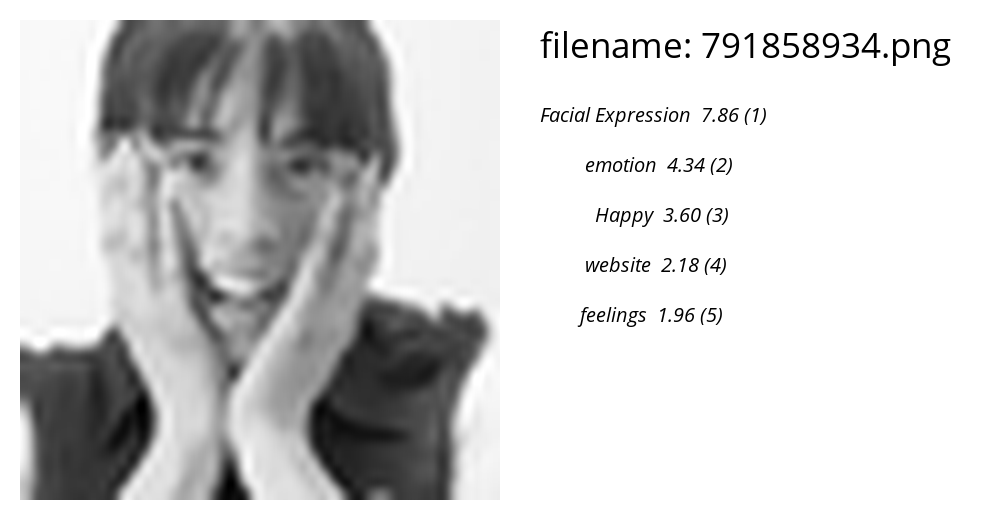 filename: 791858934.png
Facial Expression 7.86 (1)
emotion 4.34 (2)
Happy 3.60 (3)
website 2.18 (4)
feelings 1.96 (5)